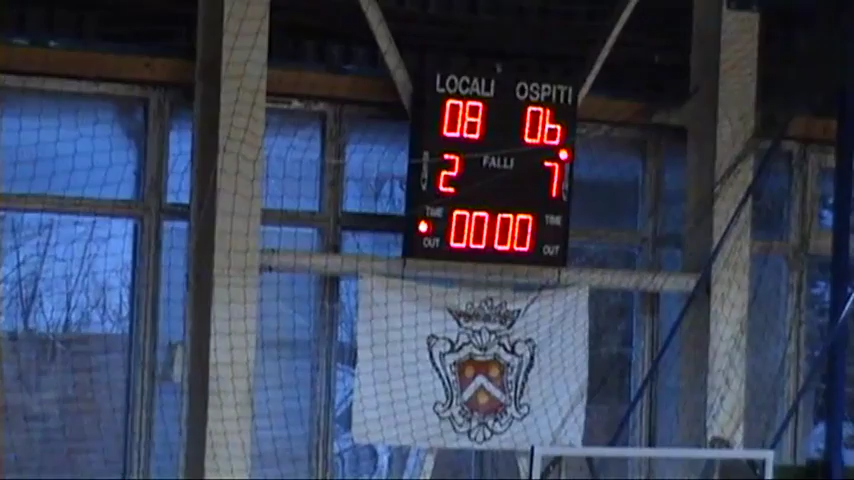 LOCALI OSPITI
08 06
2 FALLI 7
TIME 00 00 TIME
OUT OUT